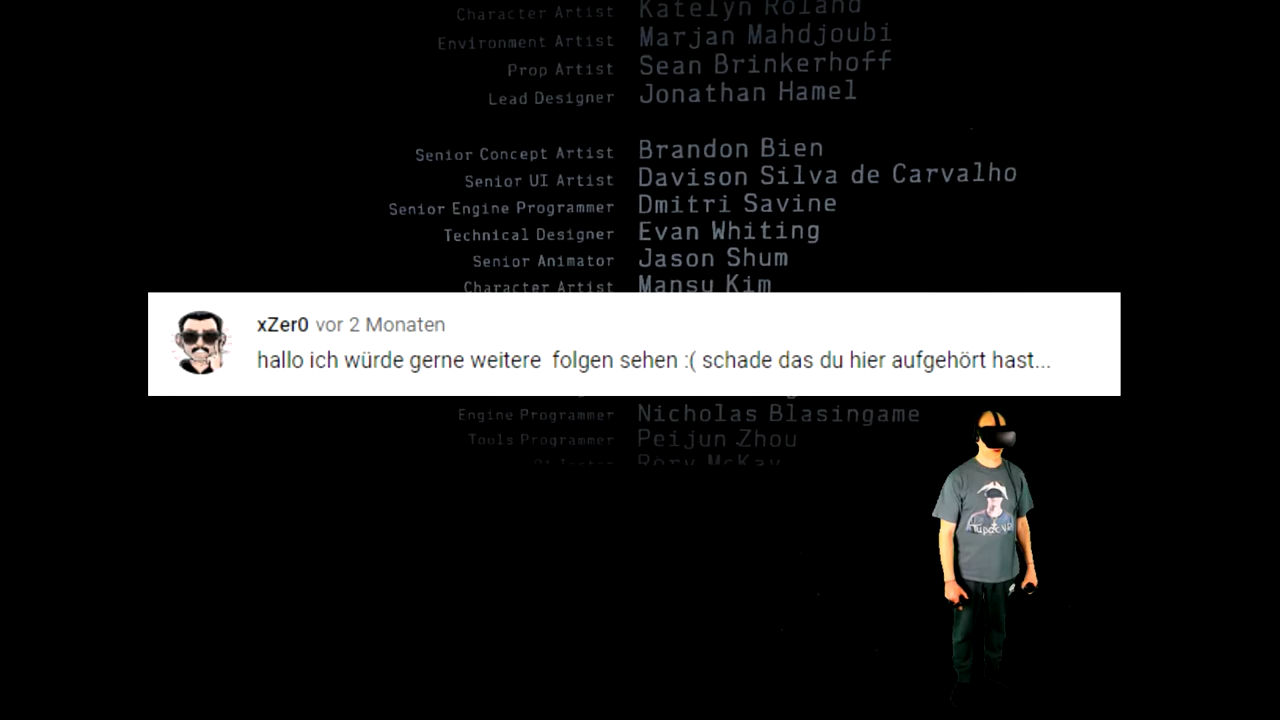 Character Artist Katelyn Roland
Environment Artist Marjan Mahdjoubi
Prop Artist Sean Brinkerhoff
Lead Designer Jonathan Hamel
Senior Concept Artist Brandon Bien
Senior UI Artist Davison Silva de Carvalho
Senior Engine Programmer Dmitri Savine
Technical Designer Evan Whiting
Senior Animator Jason Shum
Character Artist Mansu Kim
xZer0 vor 2 Monaten
hallo ich würde gerne weitere folgen sehen :( schade das du hier aufgehört hast...
Engine Programmer Nicholas Blasingame
Tools Programmer Peijun Zhou
Rory McKay